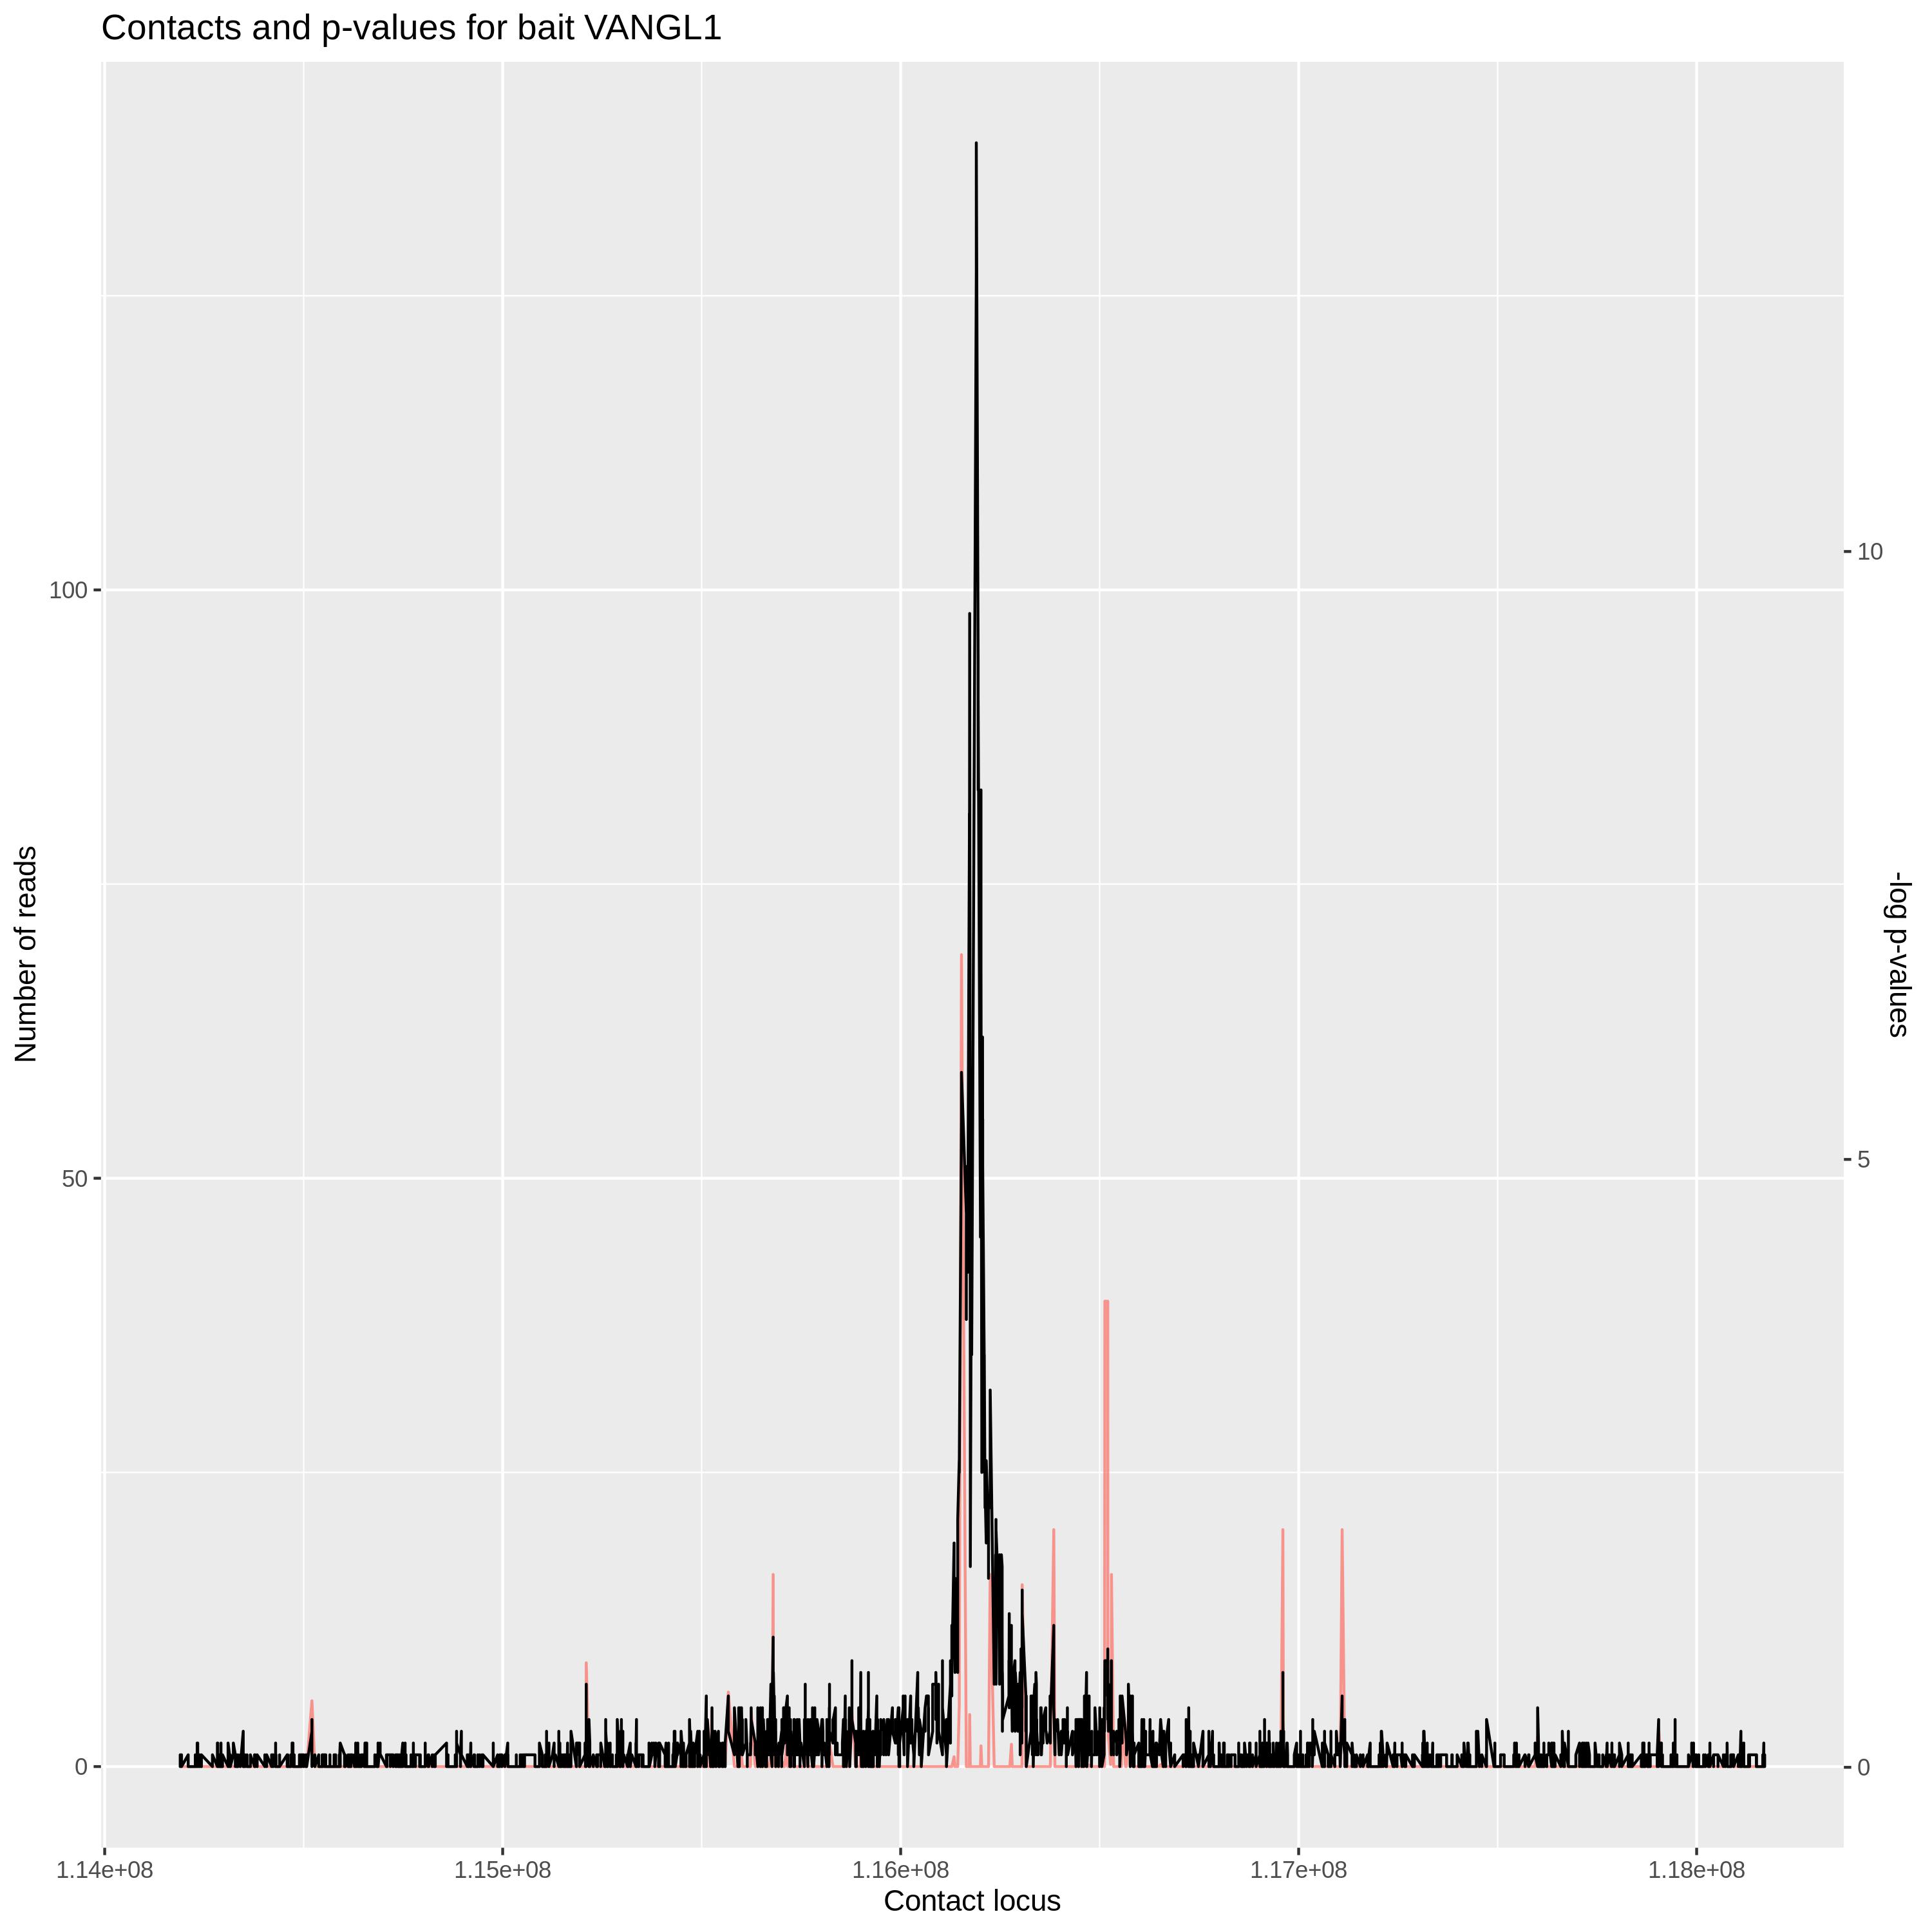 Contacts and p-values for bait VANGL1
Number of reads
100
50
0
10
5
0
-log p-values
1.14e+08
1.15e+08
1.16e+08
1.17e+08
1.18e+08
Contact locus